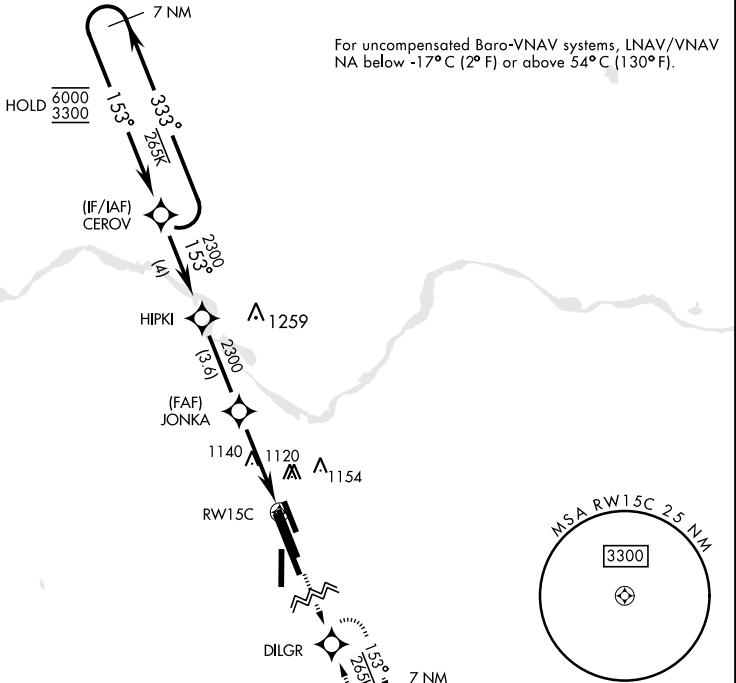 7 NM
For uncompensated Baro-VNAV systems, LNAV/VNAV
NA below -17°C (2°F) or above 54°C (130°F).
HOLD 6000
3300
153°
333°
265K
(IF/IAF)
CEROV
2300
153°
(4)
HIPKI
1259
2300
(3.6)
(FAF)
JONKA
1140
1120
1154
RW15C
MSA RW15C 25 NM
3300
DILGR
153°
265K
7 NM